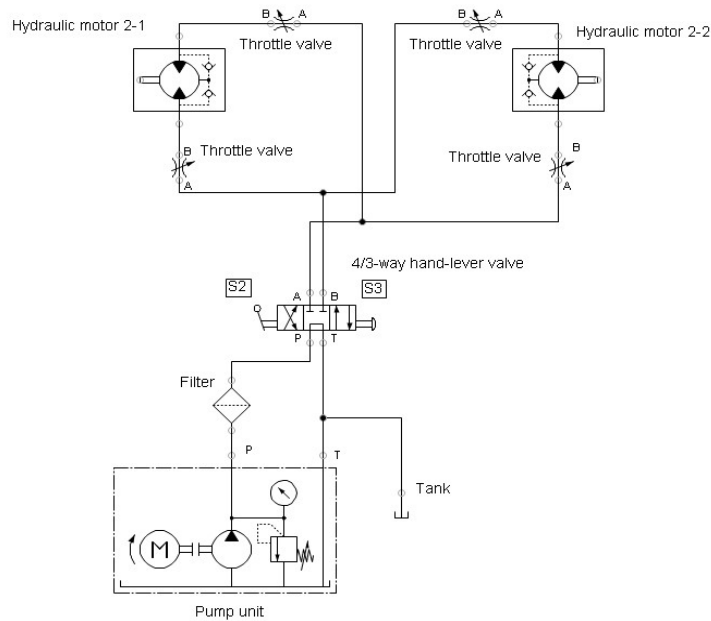 B A
Hydraulic motor 2-1
Throttle valve
B A
Throttle valve
Hydraulic motor 2-2
B
Throttle valve
A
B
Throttle valve
A
4/3-way hand-lever valve
S2
A B
S3
P T
Filter
P
T
Tank
M
Pump unit